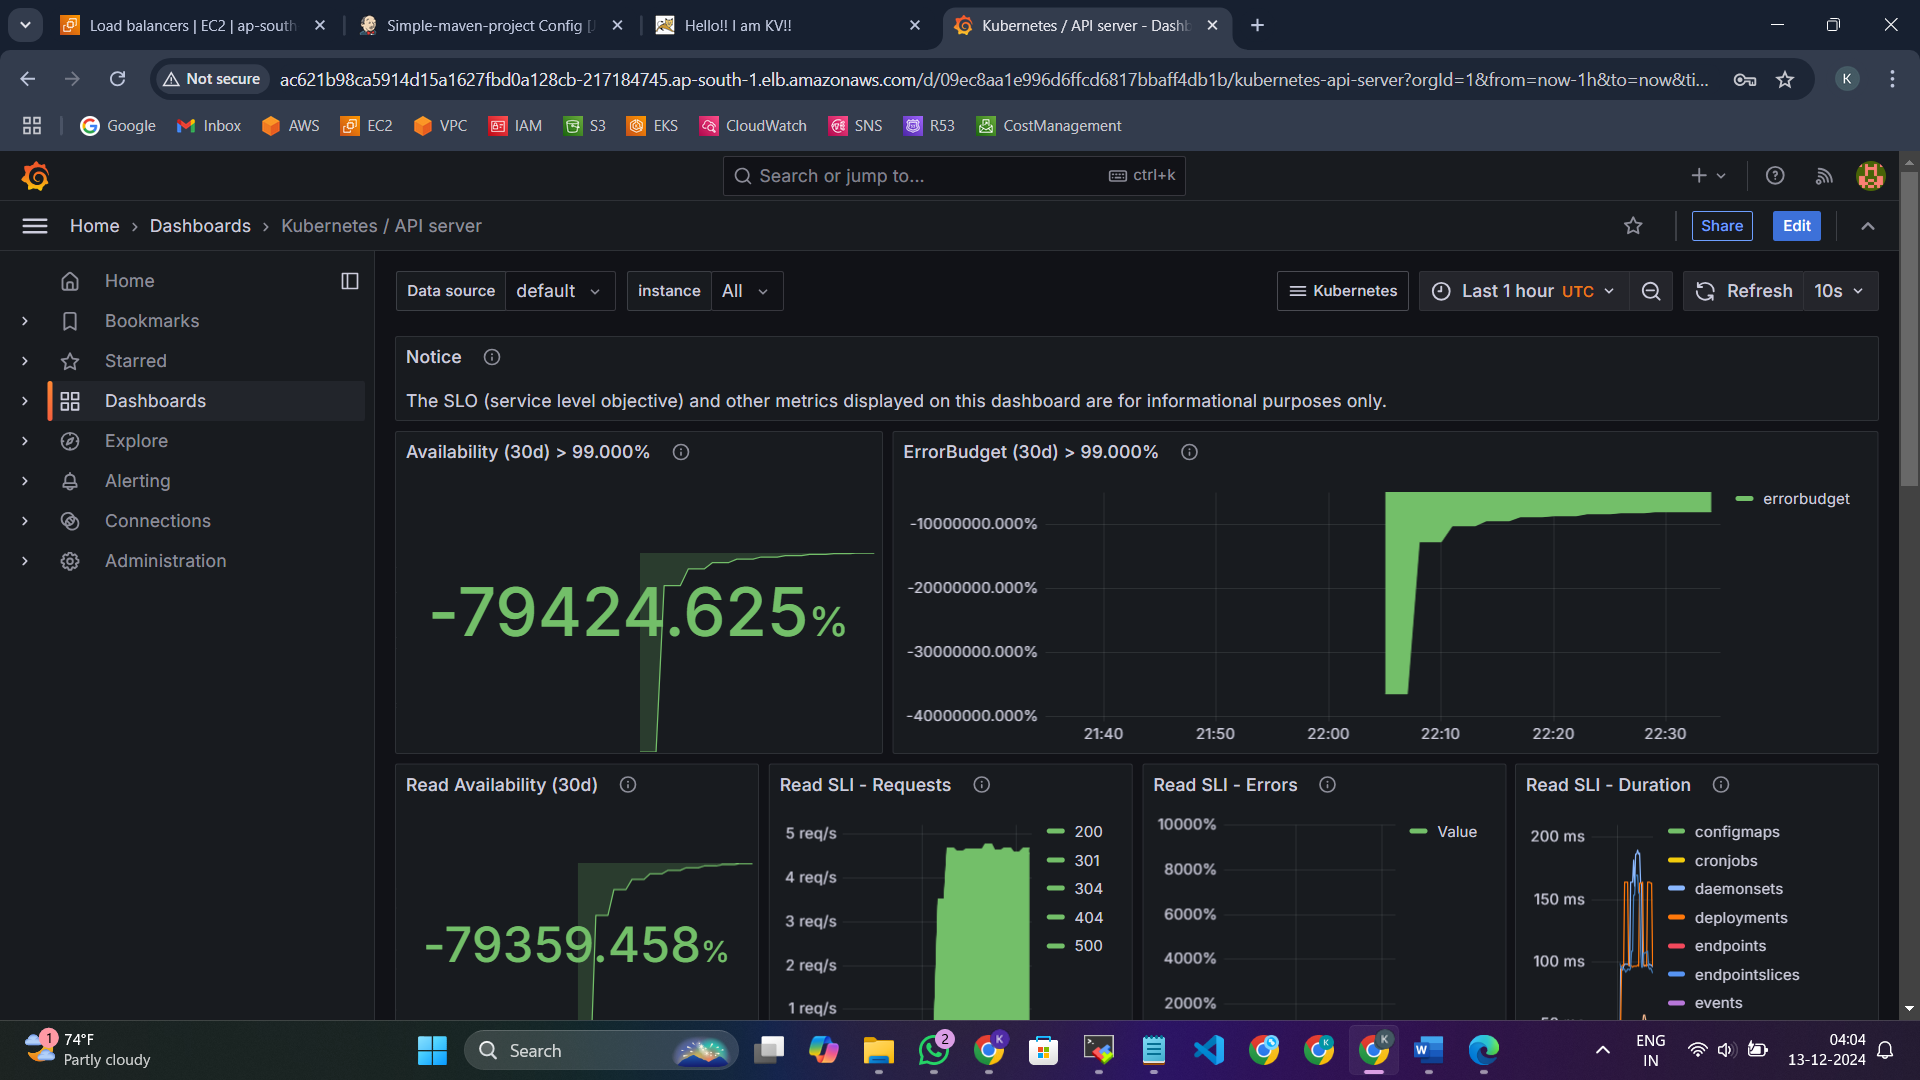 Load balancers | EC2 | ap-south
Simple-maven-project Config [J
Hello!! I am KV!!
Kubernetes / API server - Dashb
Not secure
ac621b98ca5914d15a1627fbd0a128cb-217184745.ap-south-1.elb.amazonaws.com/d/09ec8aa1e996d6ffcd6817bbaff4db1b/kubernetes-api-server?orgId=1&from=now-1h&to=now&ti...
K
Google
Inbox
AWS
EC2
VPC
IAM
S3
EKS
CloudWatch
SNS
R53
CostManagement
Search or jump to...
ctrl+k
Home › Dashboards › Kubernetes / API server
Share
Edit
Home
Bookmarks
Starred
Dashboards
Explore
Alerting
Connections
Administration
Data source
default
instance
All
Kubernetes
Last 1 hour UTC
Refresh
10s
Notice
The SLO (service level objective) and other metrics displayed on this dashboard are for informational purposes only.
Availability (30d) > 99.000%
-79424.625%
ErrorBudget (30d) > 99.000%
-10000000.000%
-20000000.000%
-30000000.000%
-40000000.000%
21:40
21:50
22:00
22:10
22:20
22:30
errorbudget
Read Availability (30d)
-79359.458%
Read SLI - Requests
5 req/s
4 req/s
3 req/s
2 req/s
1 req/s
200
301
304
404
500
Read SLI - Errors
10000%
8000%
6000%
4000%
2000%
Value
Read SLI - Duration
200 ms
150 ms
100 ms
configmaps
cronjobs
daemonsets
deployments
endpoints
endpointslices
events
1
74°F
Partly cloudy
Search
2
K
K
K
ENG
IN
04:04
13-12-2024